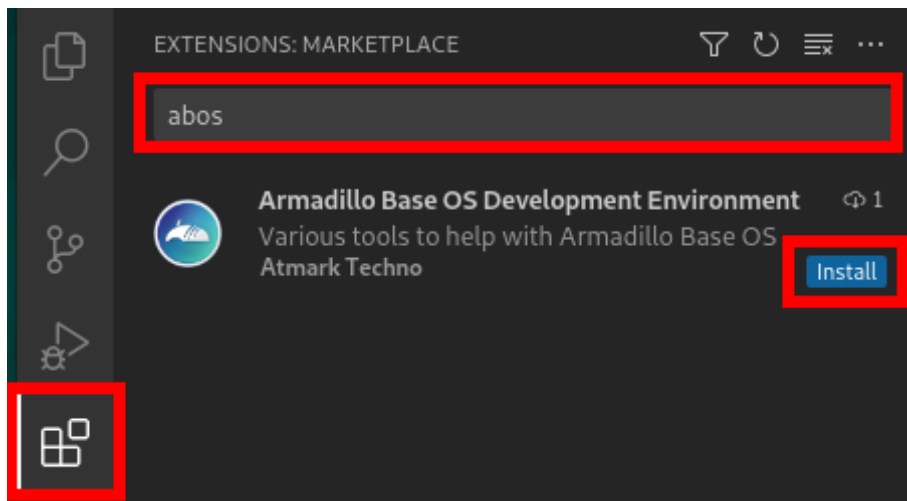 EXTENSIONS: MARKETPLACE
abos
Armadillo Base OS Development Environment 1
Various tools to help with Armadillo Base OS
Atmark Techno
Install